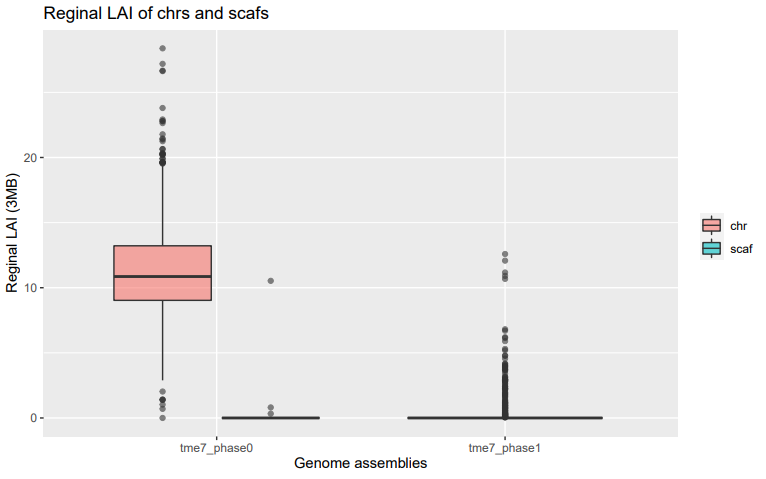 Reginal LAI of chrs and scafs
Reginal LAI (3MB)
20
10
0
tme7_phase0
tme7_phase1
Genome assemblies
chr
scaf